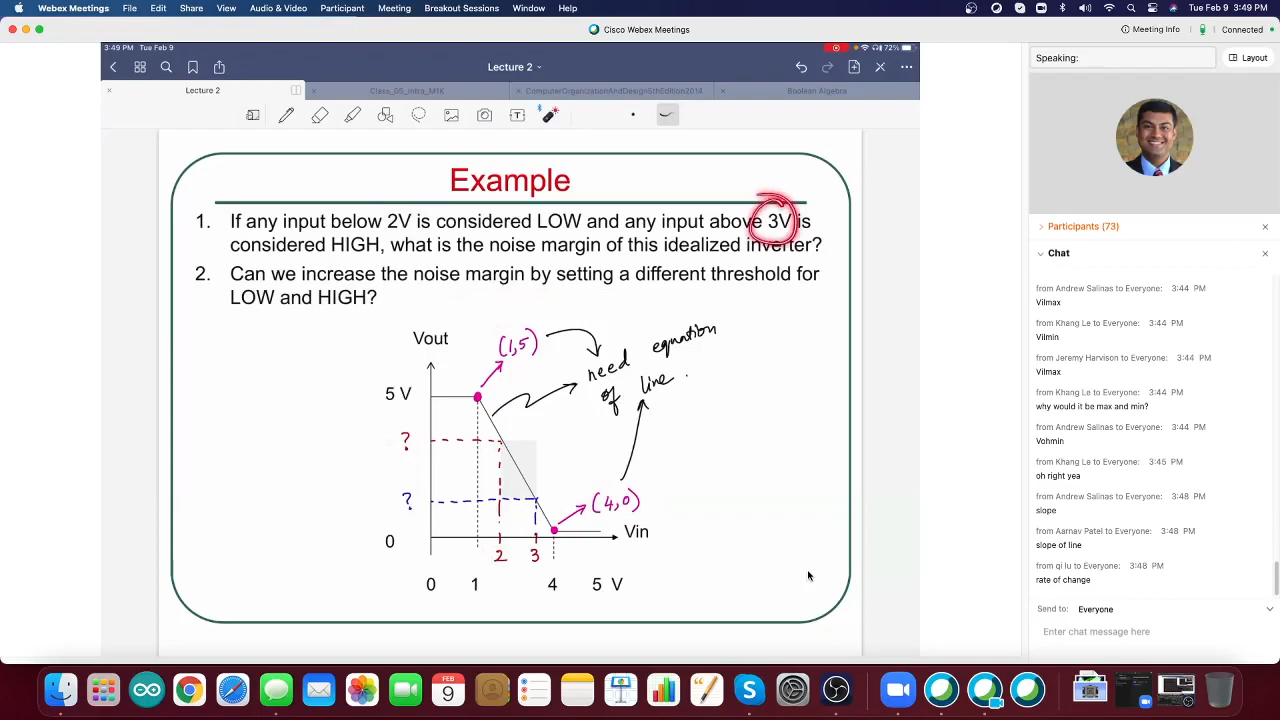 Webex Meetings File Edit Share View Audio & Video Participant Meeting Breakout Sessions Window Help Tue Feb 9 3:49 PM
Cisco Webex Meetings
Meeting Info Connected
3:49 PM Tue Feb 9
72%
Lecture 2
Lecture 2
Class_05_intra_M1K
ComputerOrganizationAndDesign5thEdition2014
Boolean Algebra
Example
1. If any input below 2V is considered LOW and any input above 3V is
considered HIGH, what is the noise margin of this idealized inverter?
2. Can we increase the noise margin by setting a different threshold for
LOW and HIGH?
Vout
(1,5)
need equation
of line.
5 V
?
?
(4,0)
0
Vin
2 3
0 1 4 5 V
Speaking:
Layout
Participants (73)
Chat
from Andrew Salinas to Everyone: 3:44 PM
Vilmax
from Khang Le to Everyone: 3:44 PM
Vilmin
from Jeremy Harvison to Everyone: 3:44 PM
Vilmax
from Khang Le to Everyone: 3:44 PM
why would it be max and min?
from Andrew Salinas to Everyone: 3:44 PM
Vohmin
from Khang Le to Everyone: 3:45 PM
oh right yea
from Andrew Salinas to Everyone: 3:48 PM
slope
from Aarnav Patel to Everyone: 3:48 PM
slope of line
from qi lu to Everyone: 3:48 PM
rate of change
Send to: Everyone
Enter chat message here
FEB
9